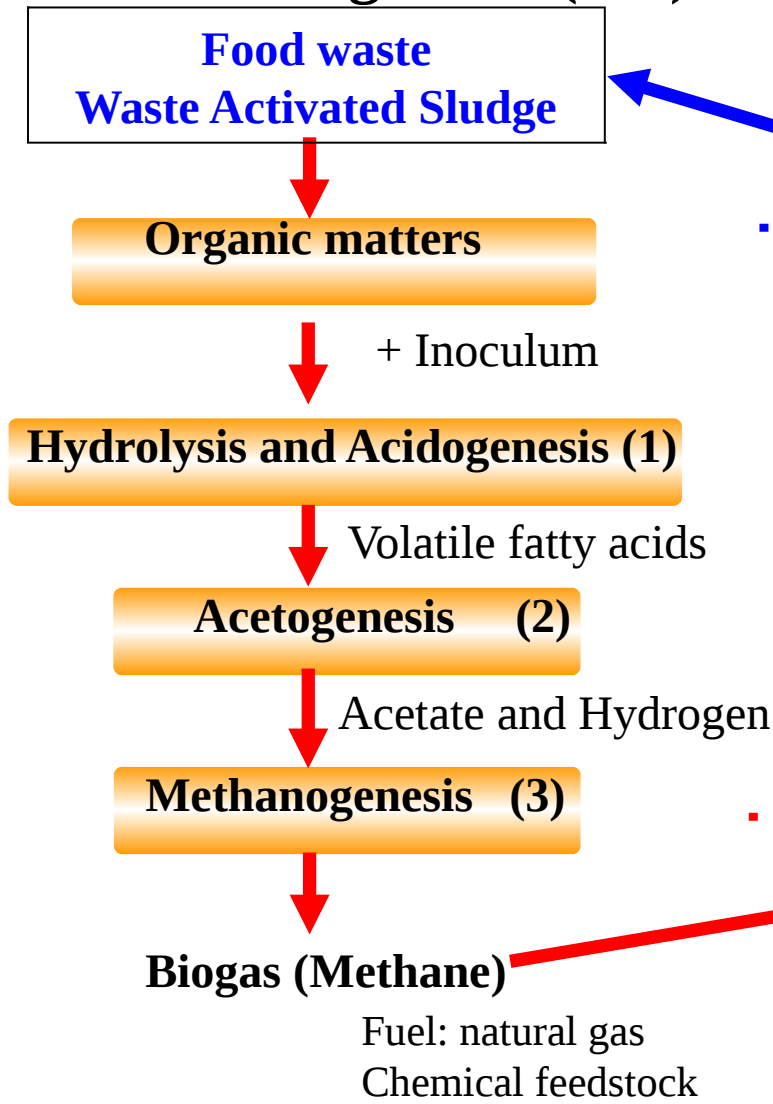 Food waste
Waste Activated Sludge
Organic matters
+ Inoculum
Hydrolysis and Acidogenesis (1)
Volatile fatty acids
Acetogenesis (2)
Acetate and Hydrogen
Methanogenesis (3)
Biogas (Methane)
Fuel: natural gas
Chemical feedstock